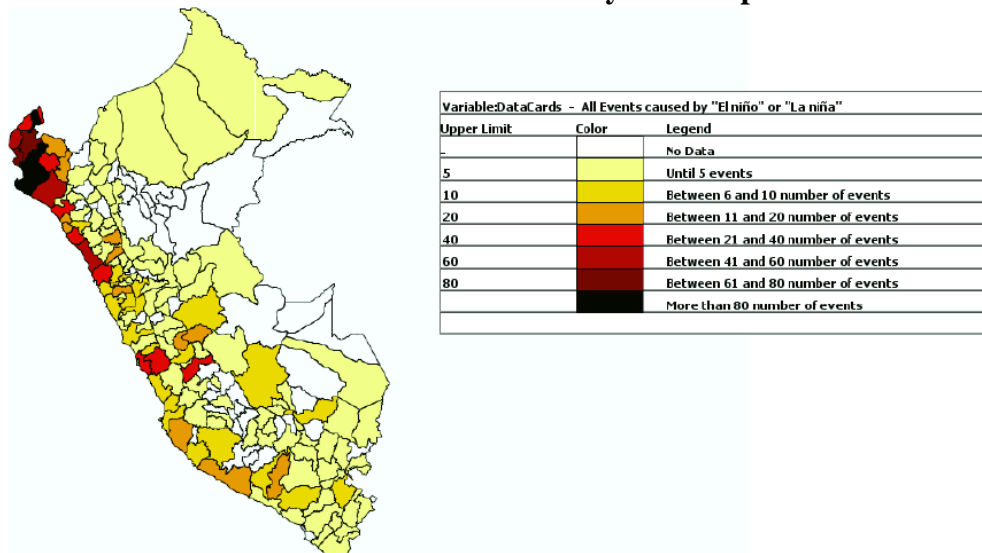 Variable:DataCards - All Events caused by "El niño" or "La niña"
Upper Limit Color Legend
- No Data
5 Until 5 events
10 Between 6 and 10 number of events
20 Between 11 and 20 number of events
40 Between 21 and 40 number of events
60 Between 41 and 60 number of events
80 Between 61 and 80 number of events
More than 80 number of events